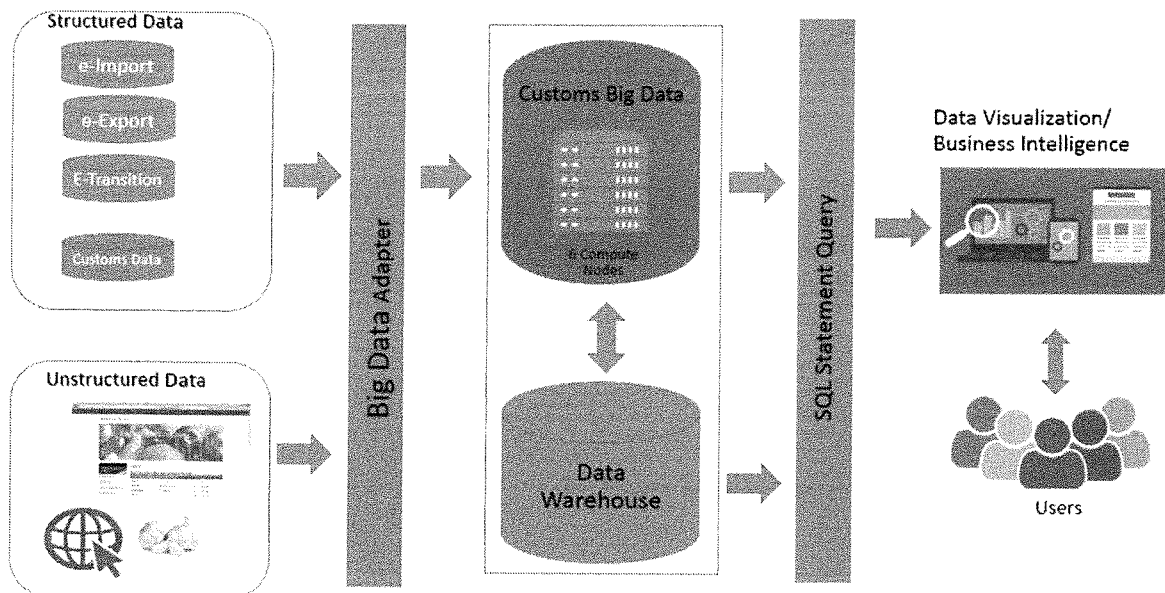 Structured Data
e-Import
e-Export
E-Transition
Customs Data
Unstructured Data
Big Data Adapter
Customs Big Data
6 Compute
Nodes
Data
Warehouse
SQL Statement Query
Data Visualization/
Business Intelligence
Users